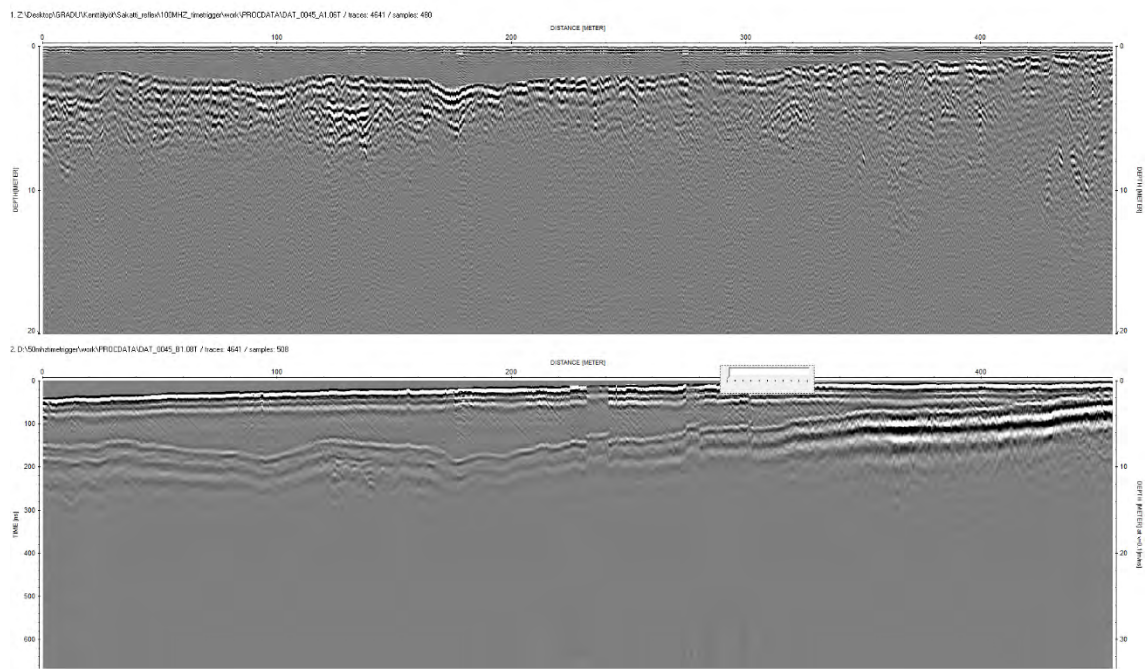 1. Z:\Desktop\GRADU\Kenttätyöt\Sakatti_reflex\100MHZ_timetrigger\work\PROCDATA\DAT_0045_A1.06T / traces: 4641 / samples: 480
DISTANCE [METER]
0 100 200 300 400
DEPTH[METER]
0
10
20
DEPTH [METER]
0
10
20
2. D:\50mhztimetrigger\work\PROCDATA\DAT_0045_B1.08T / traces: 4641 / samples: 508
DISTANCE [METER]
0 100 200 400
TIME [ns]
0
100
200
300
400
500
600
0
10
20
30